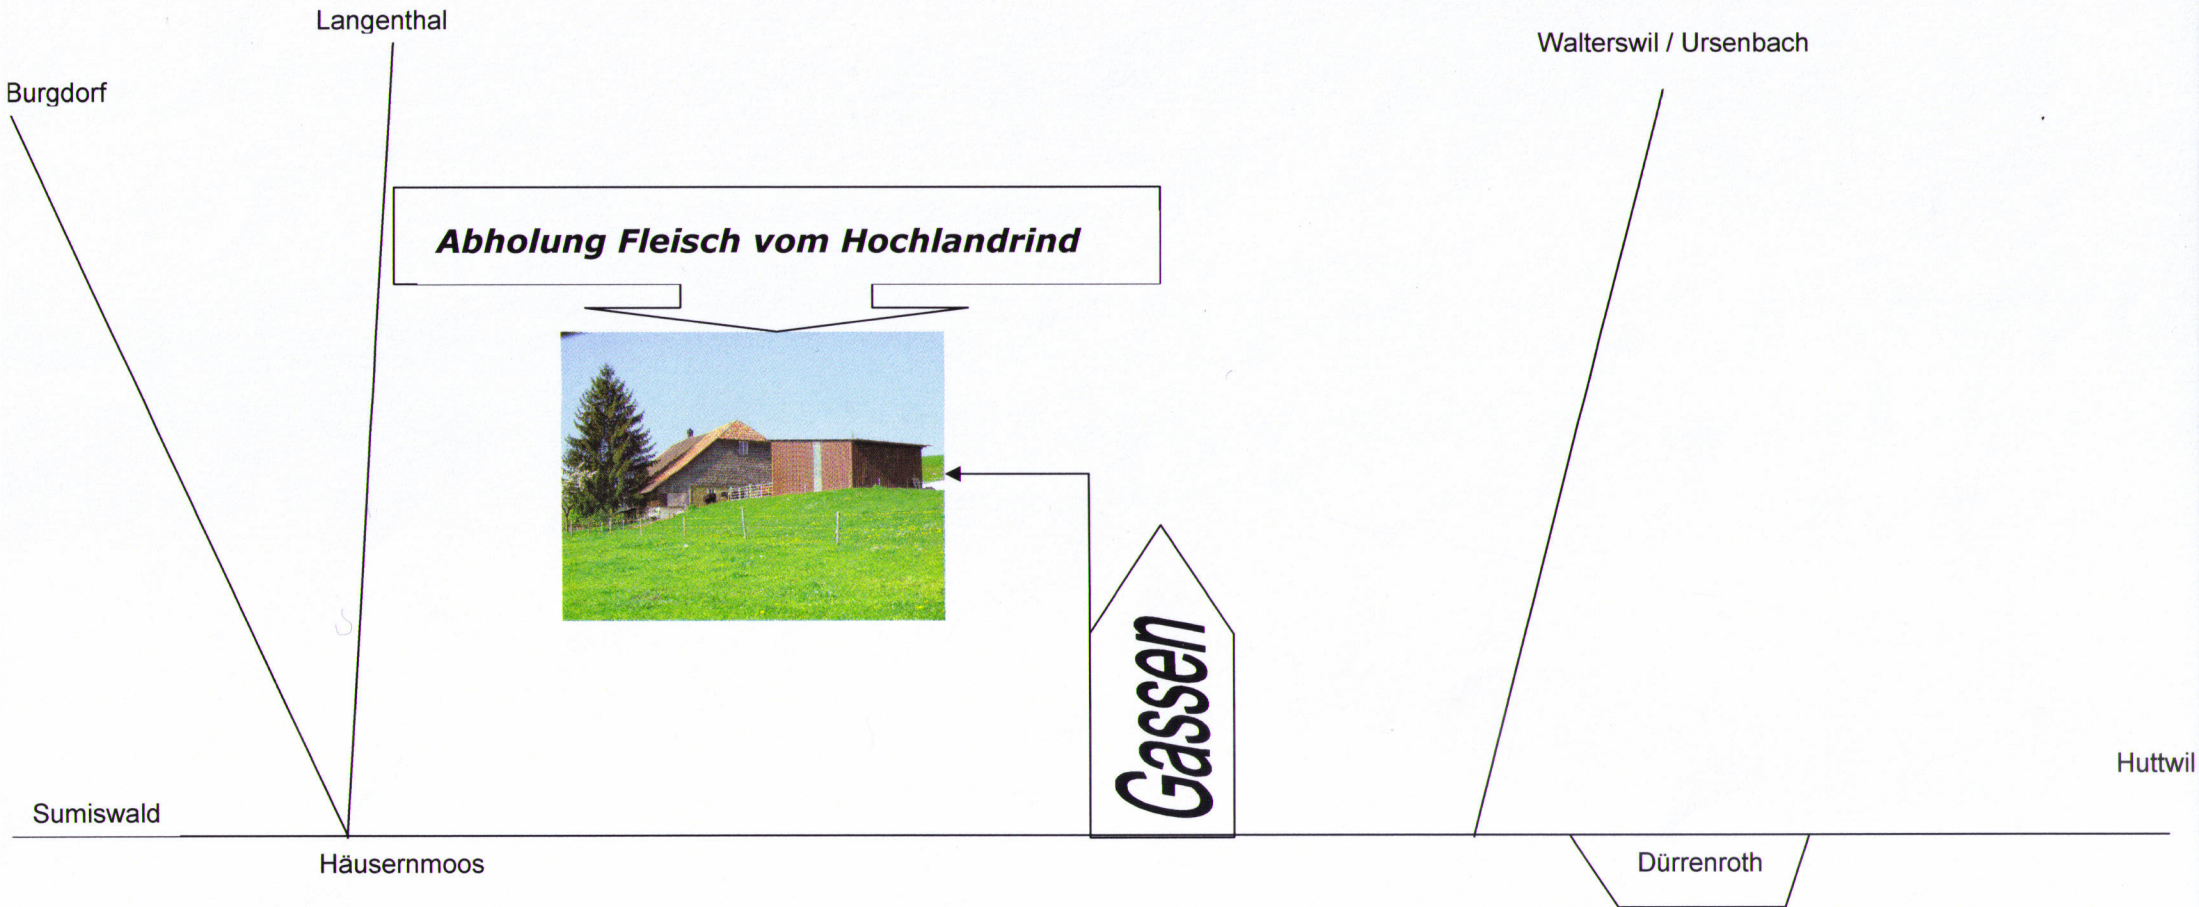 Langenthal
Walterswil / Ursenbach
Burgdorf
Abholung Fleisch vom Hochlandrind
Gassen
Huttwil
Sumiswald
Häusernmoos
Dürrenroth